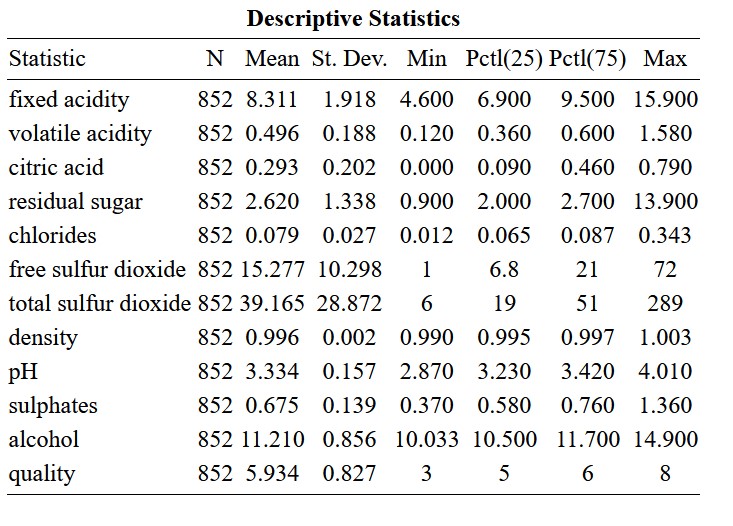 Descriptive Statistics
Statistic N Mean St. Dev. Min Pctl(25) Pctl(75) Max
fixed acidity 852 8.311 1.918 4.600 6.900 9.500 15.900
volatile acidity 852 0.496 0.188 0.120 0.360 0.600 1.580
citric acid 852 0.293 0.202 0.000 0.090 0.460 0.790
residual sugar 852 2.620 1.338 0.900 2.000 2.700 13.900
chlorides 852 0.079 0.027 0.012 0.065 0.087 0.343
free sulfur dioxide 852 15.277 10.298 1 6.8 21 72
total sulfur dioxide 852 39.165 28.872 6 19 51 289
density 852 0.996 0.002 0.990 0.995 0.997 1.003
pH 852 3.334 0.157 2.870 3.230 3.420 4.010
sulphates 852 0.675 0.139 0.370 0.580 0.760 1.360
alcohol 852 11.210 0.856 10.033 10.500 11.700 14.900
quality 852 5.934 0.827 3 5 6 8